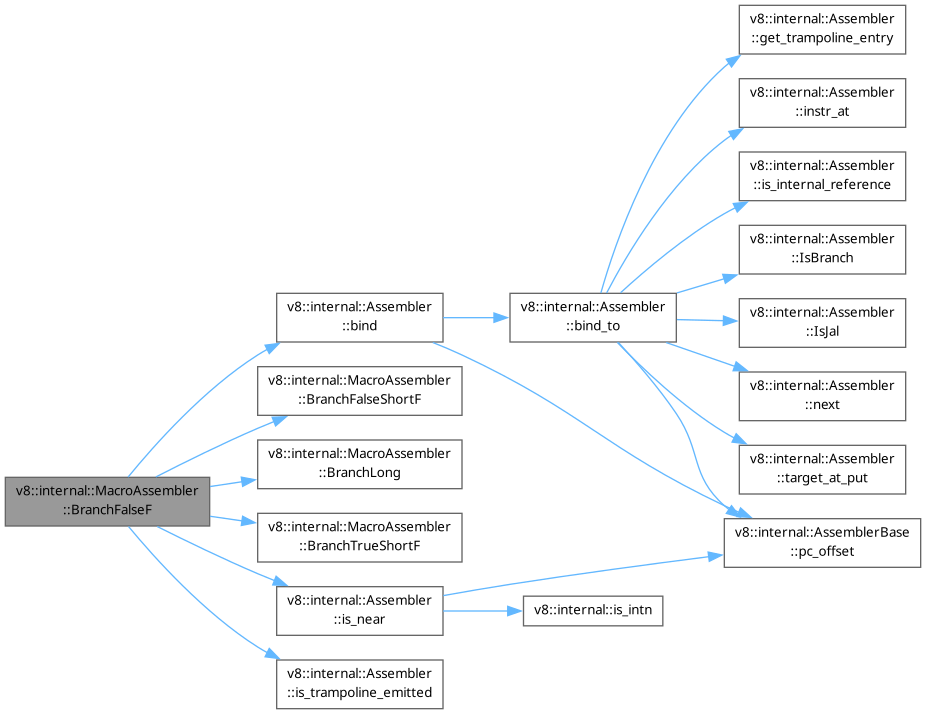 v8::internal::Assembler
::get_trampoline_entry
v8::internal::Assembler
::instr_at
v8::internal::Assembler
::is_internal_reference
v8::internal::Assembler
::IsBranch
v8::internal::Assembler
::bind
v8::internal::Assembler
::bind_to
v8::internal::Assembler
::IsJal
v8::internal::MacroAssembler
::BranchFalseShortF
v8::internal::Assembler
::next
v8::internal::MacroAssembler
::BranchLong
v8::internal::Assembler
::target_at_put
v8::internal::MacroAssembler
::BranchFalseF
v8::internal::MacroAssembler
::BranchTrueShortF
v8::internal::AssemblerBase
::pc_offset
v8::internal::Assembler
::is_near
v8::internal::is_intn
v8::internal::Assembler
::is_trampoline_emitted